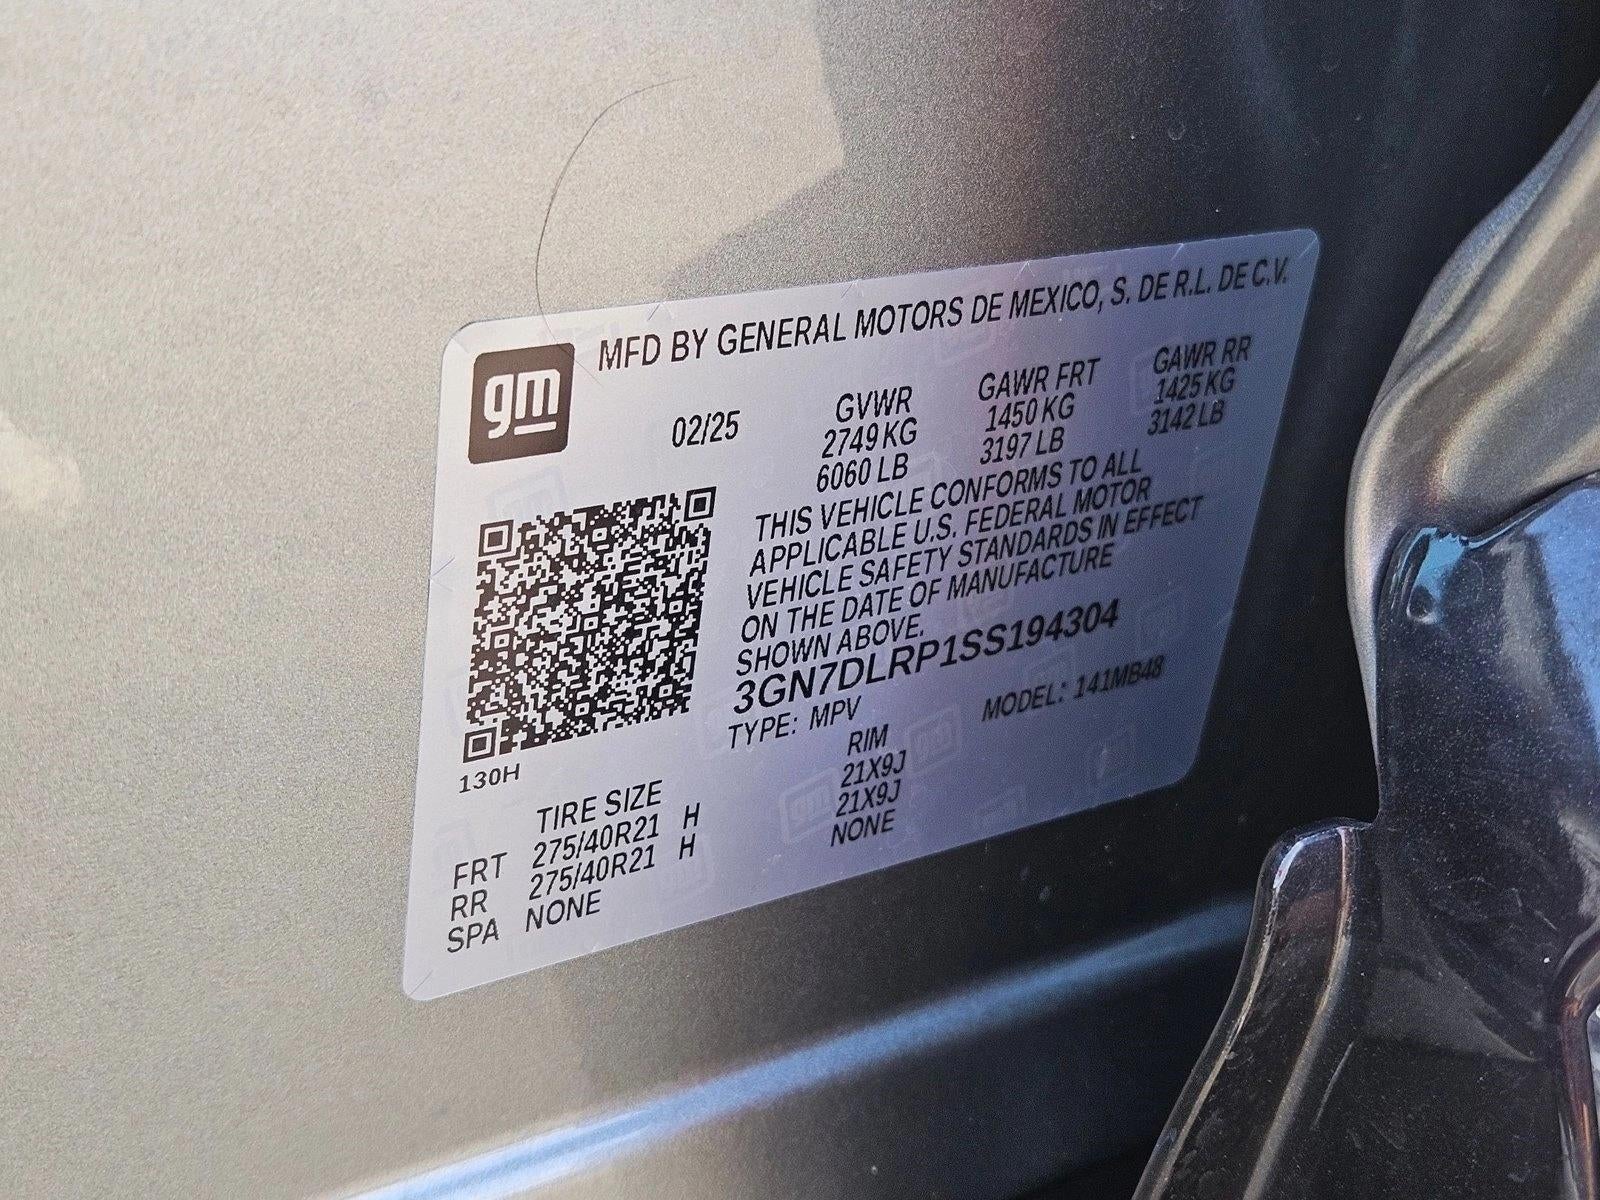 gm
MFD BY GENERAL MOTORS DE MEXICO, S. DE R.L. DE C.V.
02/25 GVWR GAWR FRT GAWR RR
2749 KG 1450 KG 1425 KG
6060 LB 3197 LB 3142 LB
THIS VEHICLE CONFORMS TO ALL
APPLICABLE U.S. FEDERAL MOTOR
VEHICLE SAFETY STANDARDS IN EFFECT
ON THE DATE OF MANUFACTURE
SHOWN ABOVE.
3GN7DLRP1SS194304
TYPE: MPV MODEL: 141MB48
130H
TIRE SIZE RIM
FRT 275/40R21 H 21X9J
RR 275/40R21 H 21X9J
SPA NONE NONE